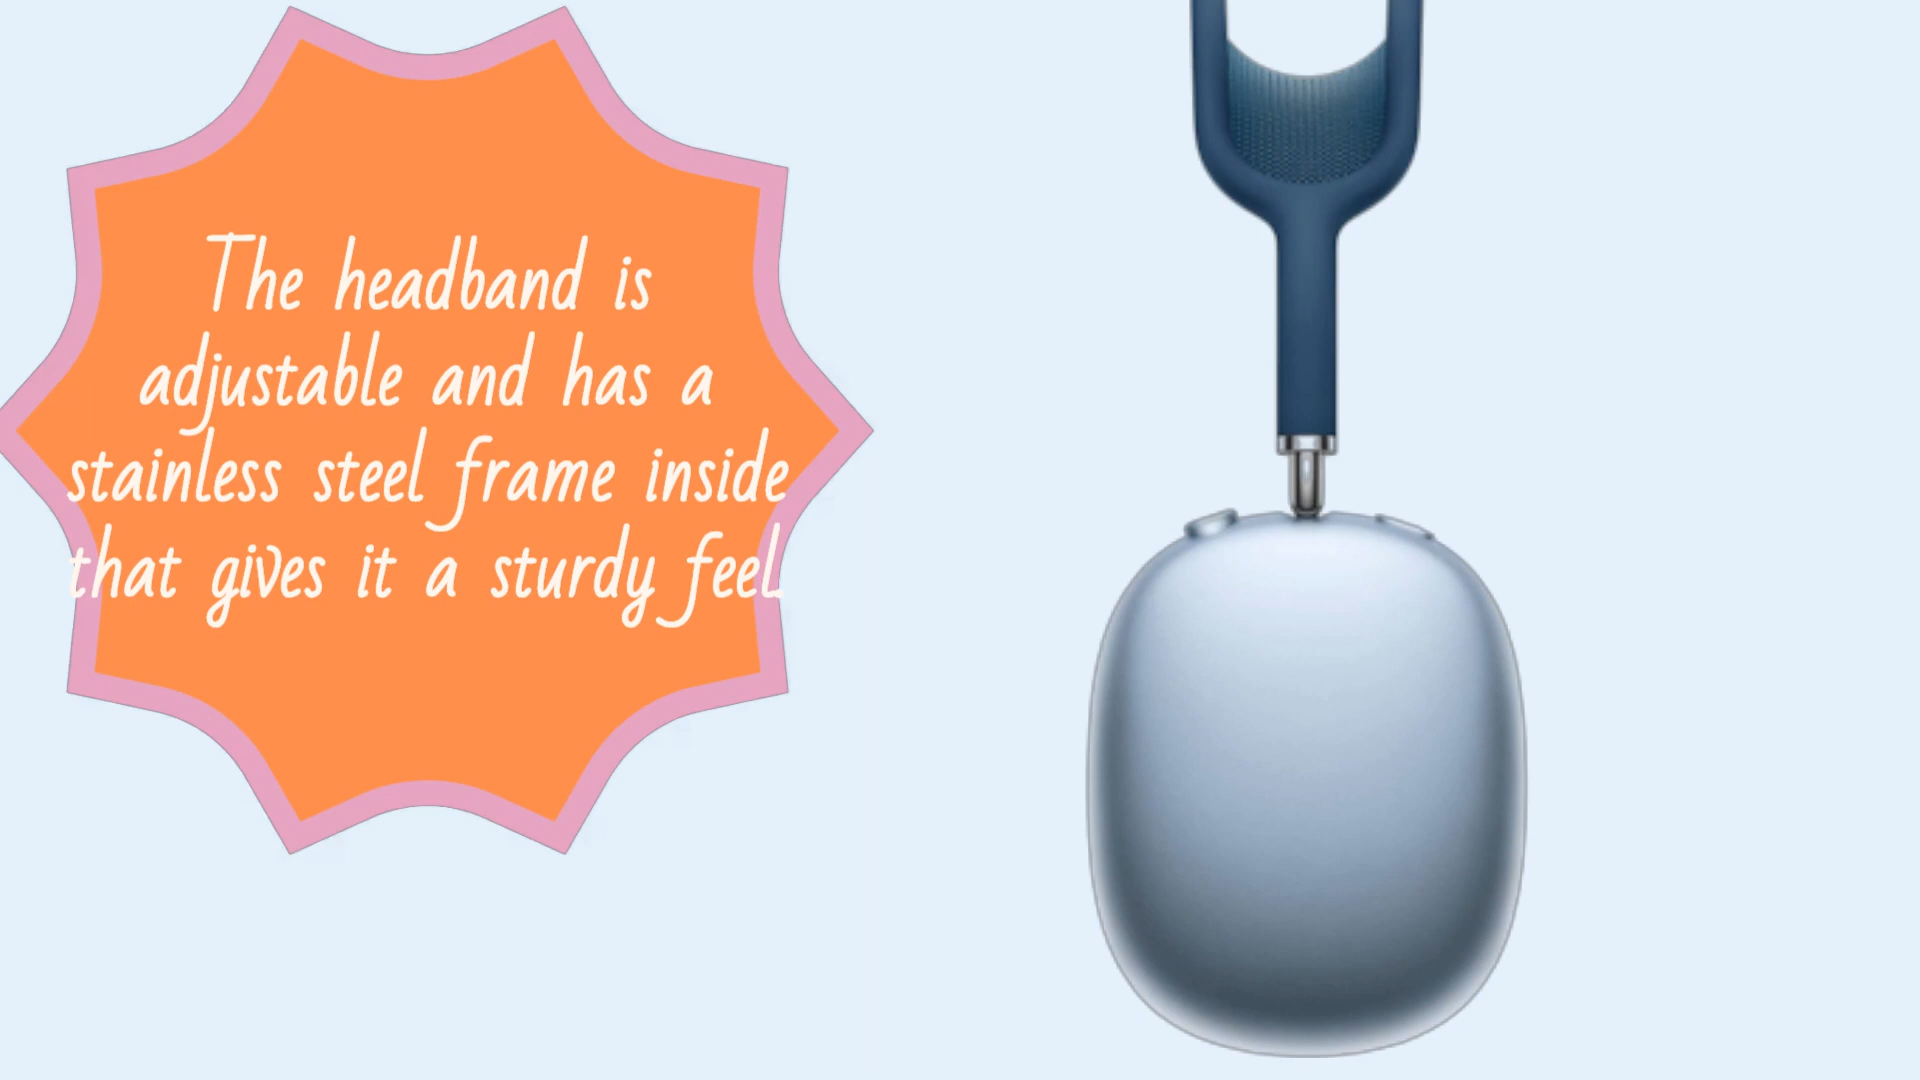 The headband is
adjustable and has a
stainless steel frame inside
that gives it a sturdy feel.